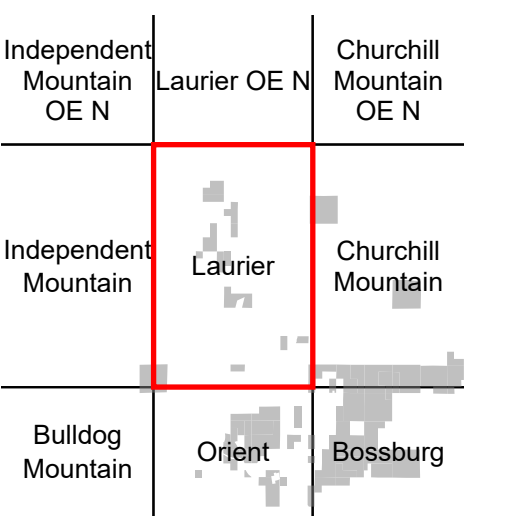 Independent
Mountain
OE N
Laurier OE N
Churchill
Mountain
OE N
Independent
Mountain
Laurier
Churchill
Mountain
Bulldog
Mountain
Orient
Bossburg